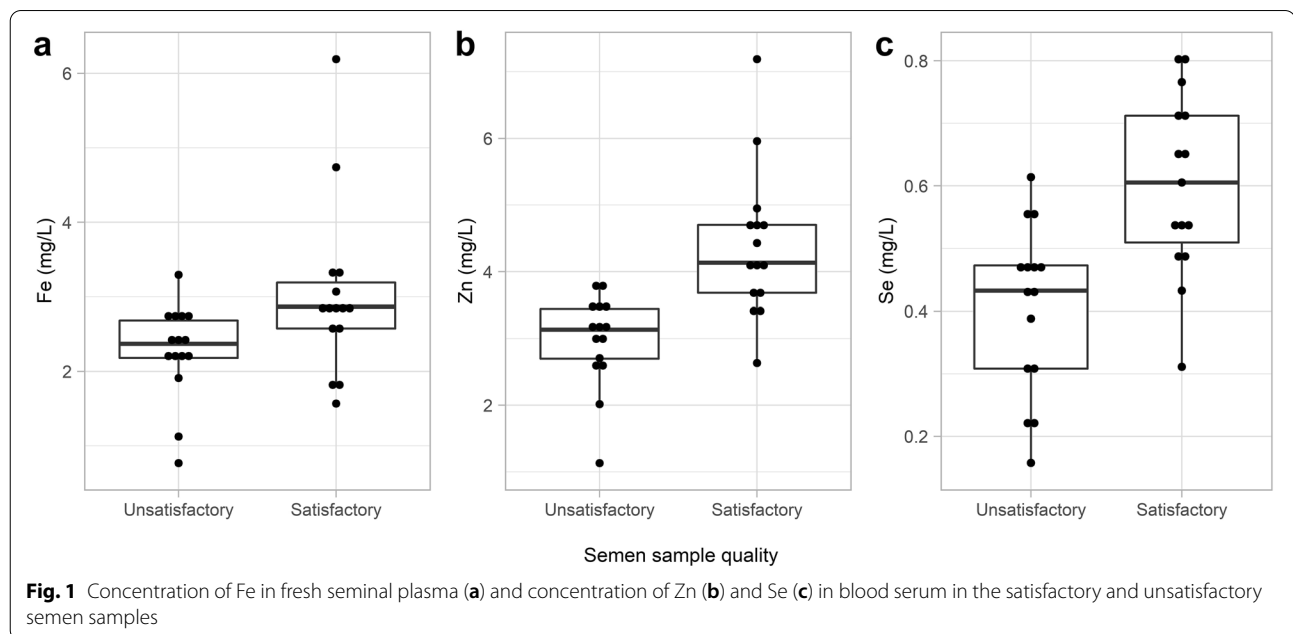 a
b
c
Fe (mg/L)
6
4
2
Unsatisfactory
Satisfactory
Zn (mg/L)
6
4
2
Unsatisfactory
Satisfactory
Se (mg/L)
0.8
0.6
0.4
0.2
Unsatisfactory
Satisfactory
Semen sample quality
Fig. 1 Concentration of Fe in fresh seminal plasma (a) and concentration of Zn (b) and Se (c) in blood serum in the satisfactory and unsatisfactory
semen samples